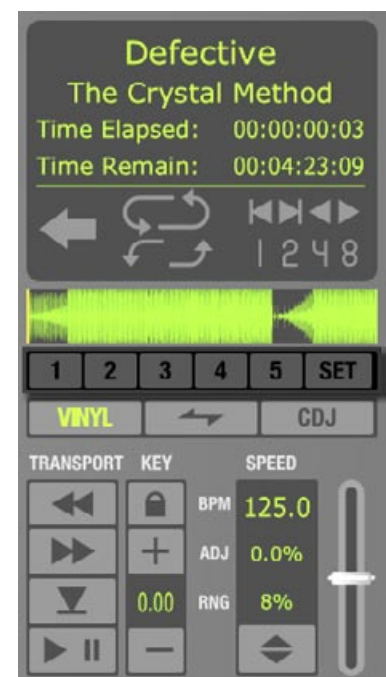 Defective
The Crystal Method
Time Elapsed: 00:00:00:03
Time Remain: 00:04:23:09
1 2 4 8
1 2 3 4 5 SET
VINYL CDJ
TRANSPORT KEY SPEED
BPM 125.0
ADJ 0.0%
0.00 RNG 8%